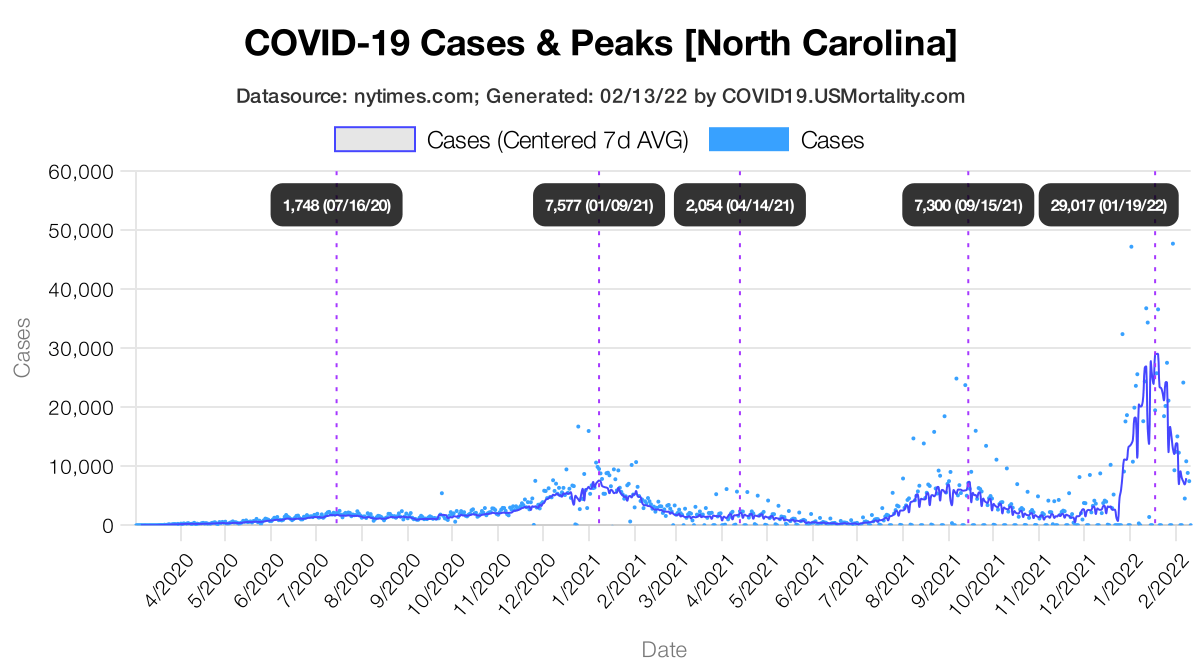 COVID-19 Cases & Peaks [North Carolina]
Datasource: nytimes.com; Generated: 02/13/22 by COVID19.USMortality.com
Cases (Centered 7d AVG) Cases
60,000
1,748 (07/16/20) 7,577 (01/09/21) 2,054 (04/14/21) 7,300 (09/15/21) 29,017 (01/19/22)
50,000
40,000
30,000
20,000
10,000
0
Cases
4/2020 5/2020 6/2020 7/2020 8/2020 9/2020 10/2020 11/2020 12/2020 1/2021 2/2021 3/2021 4/2021 5/2021 6/2021 7/2021 8/2021 9/2021 10/2021 11/2021 12/2021 1/2022 2/2022
Date